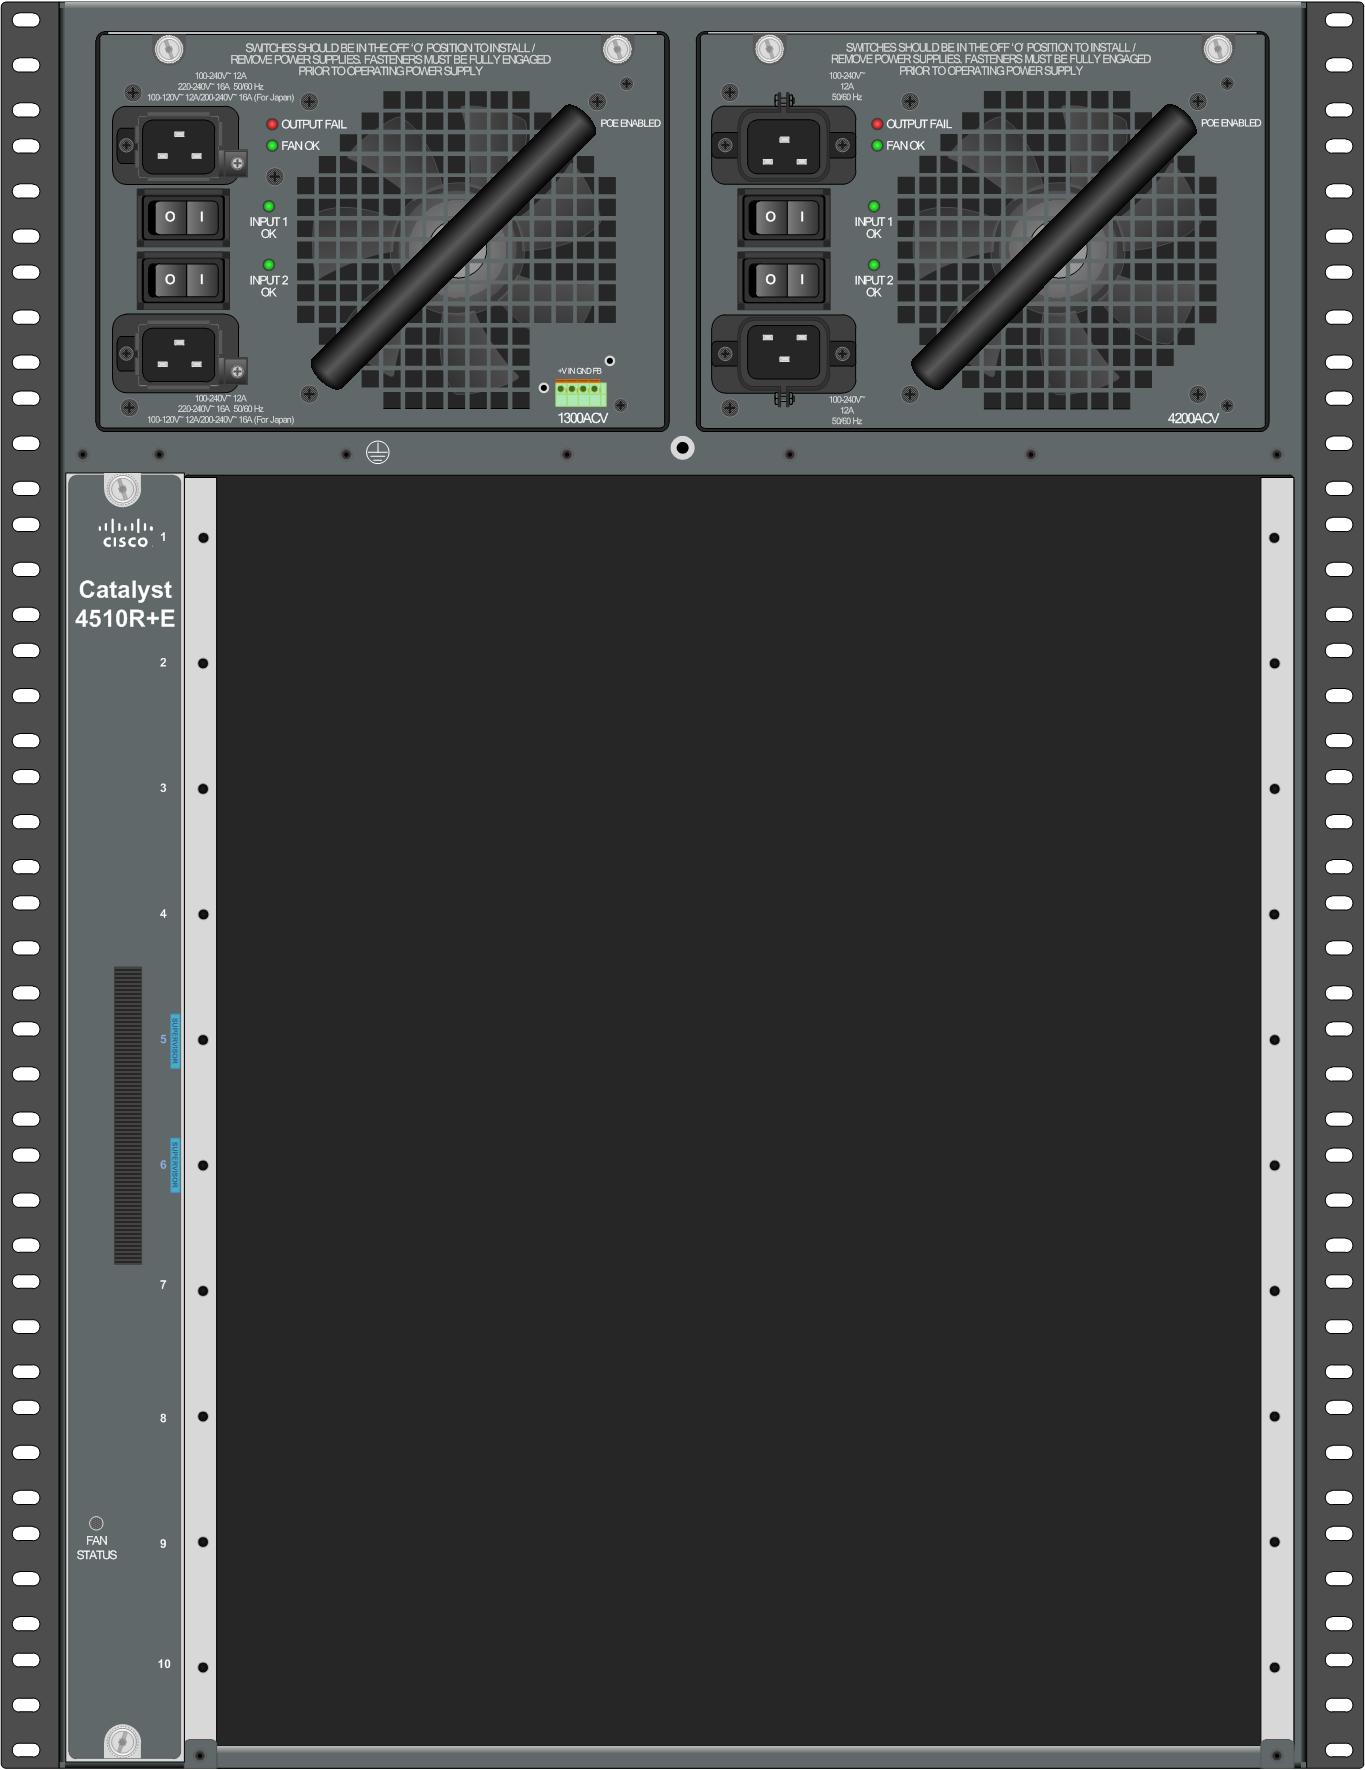 SWITCHES SHOULD BE IN THE OFF 'O' POSITION TO INSTALL /
REMOVE POWER SUPPLIES. FASTENERS MUST BE FULLY ENGAGED
PRIOR TO OPERATING POWER SUPPLY
100-240V~ 12A
220-240V~ 16A 50/60 Hz
100-120V~ 12A/200-240V~ 16A (For Japan)
OUTPUT FAIL
FAN OK
POE ENABLED
O I
INPUT 1
OK
O I
INPUT 2
OK
+V IN GND FB
1300ACV
100-240V~ 12A
220-240V~ 16A 50/60 Hz
100-120V~ 12A/200-240V~ 16A (For Japan)
SWITCHES SHOULD BE IN THE OFF 'O' POSITION TO INSTALL /
REMOVE POWER SUPPLIES. FASTENERS MUST BE FULLY ENGAGED
PRIOR TO OPERATING POWER SUPPLY
100-240V~
12A
50/60 Hz
OUTPUT FAIL
FAN OK
POE ENABLED
O I
INPUT 1
OK
O I
INPUT 2
OK
100-240V~
12A
50/60 Hz
4200ACV
CISCO
1
Catalyst
4510R+E
2
3
4
5
SUPERVISOR
6
SUPERVISOR
7
8
FAN
STATUS
9
10